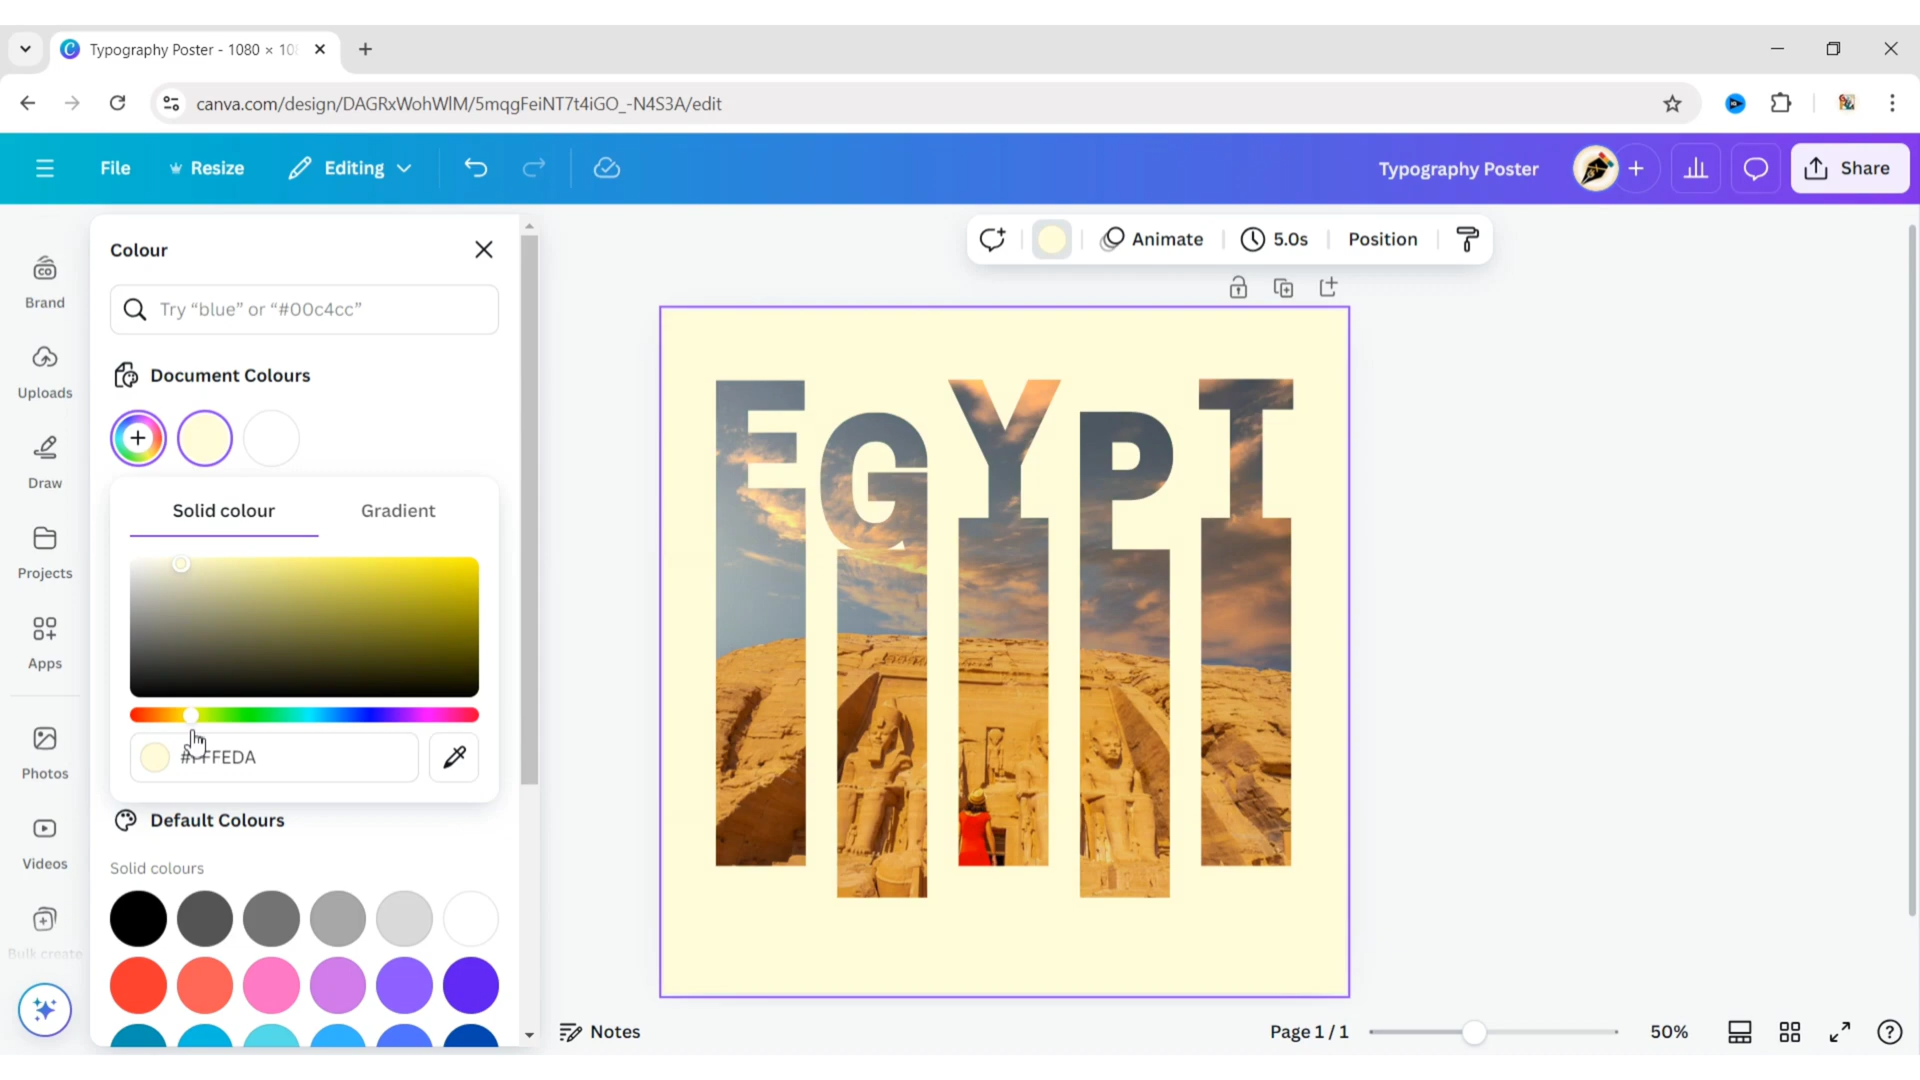 Typography Poster - 1080 × 10
canva.com/design/DAGRxWohWlM/5mqgFeiNT7t4iGO_-N4S3A/edit
File
Resize
Editing
Typography Poster
Share
Brand
Uploads
Draw
Projects
Apps
Photos
Videos
Bulk create
Colour
Try “blue” or “#00c4cc”
Document Colours
Solid colour
Gradient
Default Colours
Solid colours
Animate
5.0s
Position
EGYPT
Notes
Page 1 / 1
50%